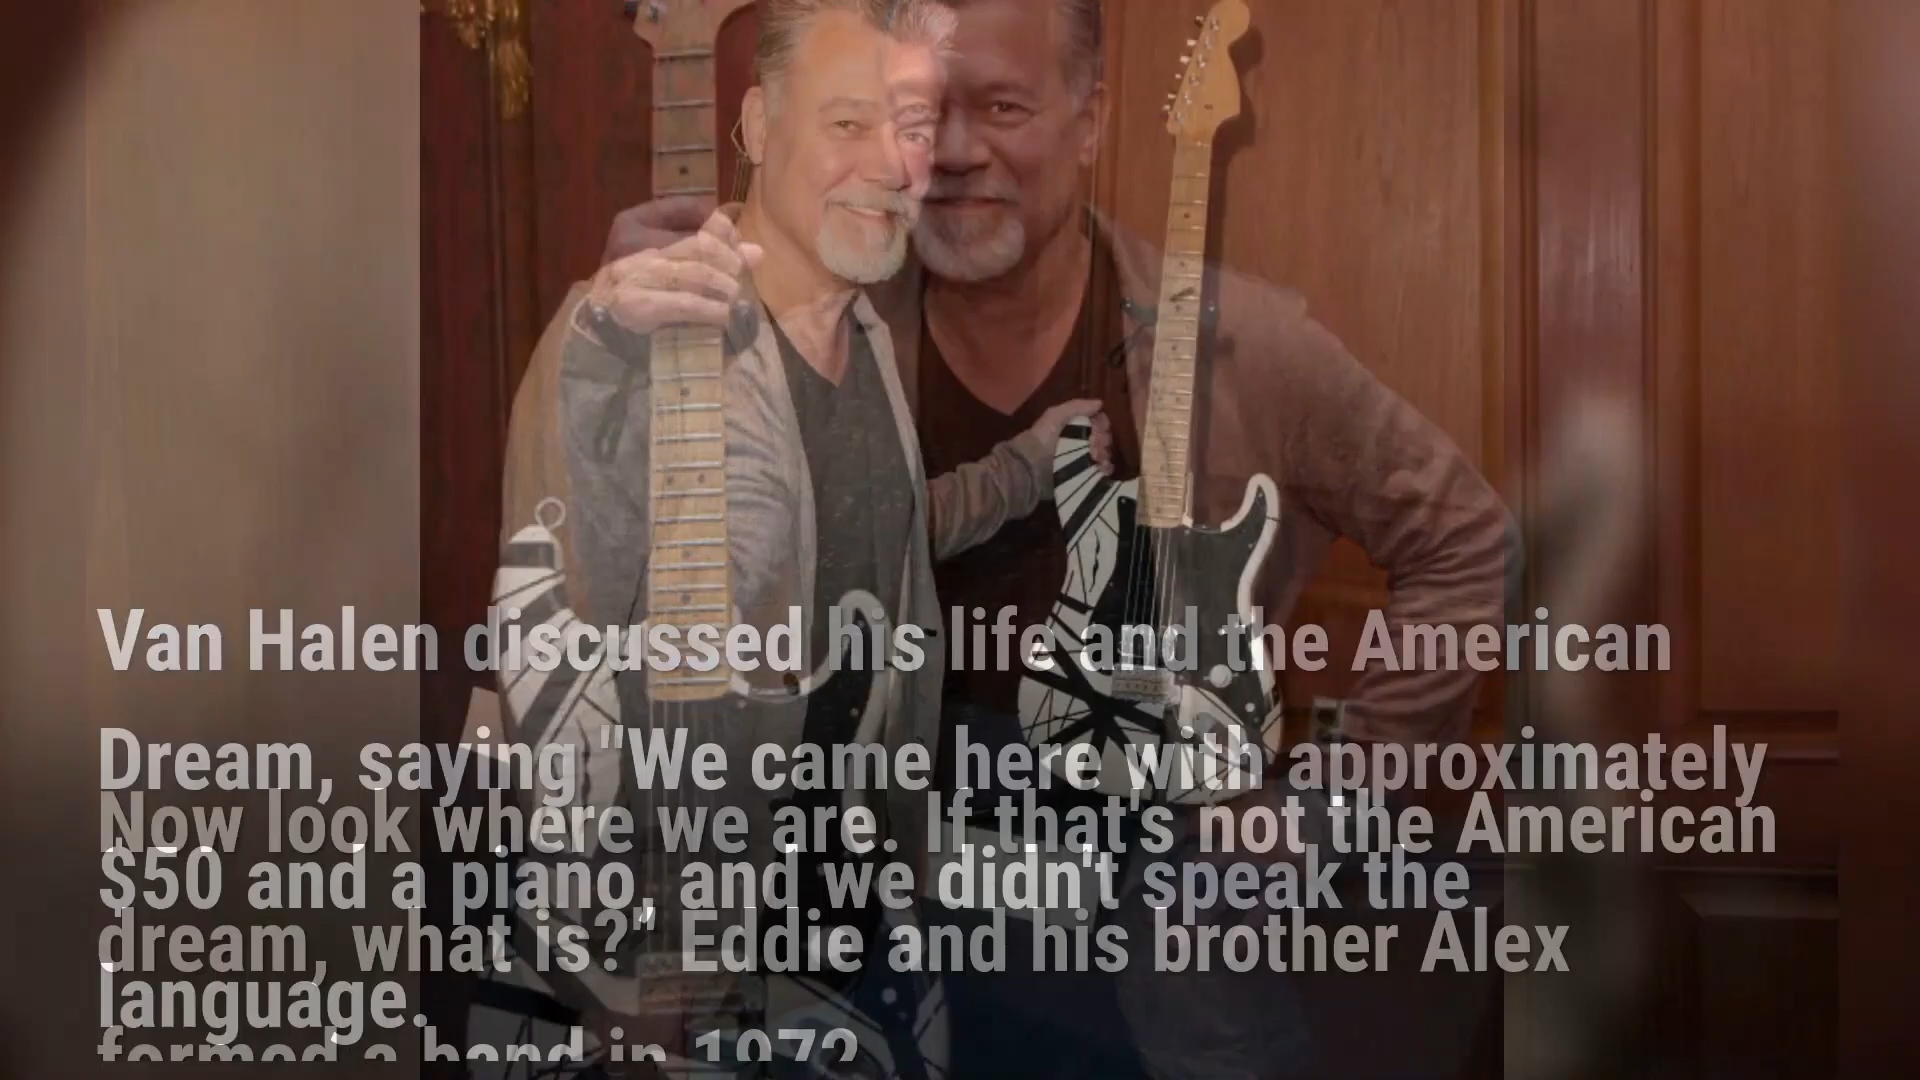 Van Halen discussed his life and the American
Dream, saying "We came here with approximately
Now look where we are. If that's not the American
$50 and a piano, and we didn't speak the
dream, what is?" Eddie and his brother Alex
language.
formed a band in 1972